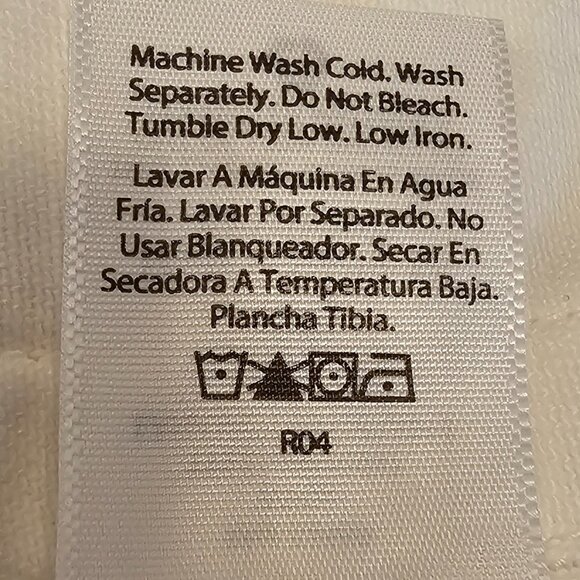 Machine Wash Cold. Wash
Separately. Do Not Bleach.
Tumble Dry Low. Low Iron.
Lavar A Máquina En Agua
Fría. Lavar Por Separado. No
Usar Blanqueador. Secar En
Secadora A Temperatura Baja.
Plancha Tibia.
R04